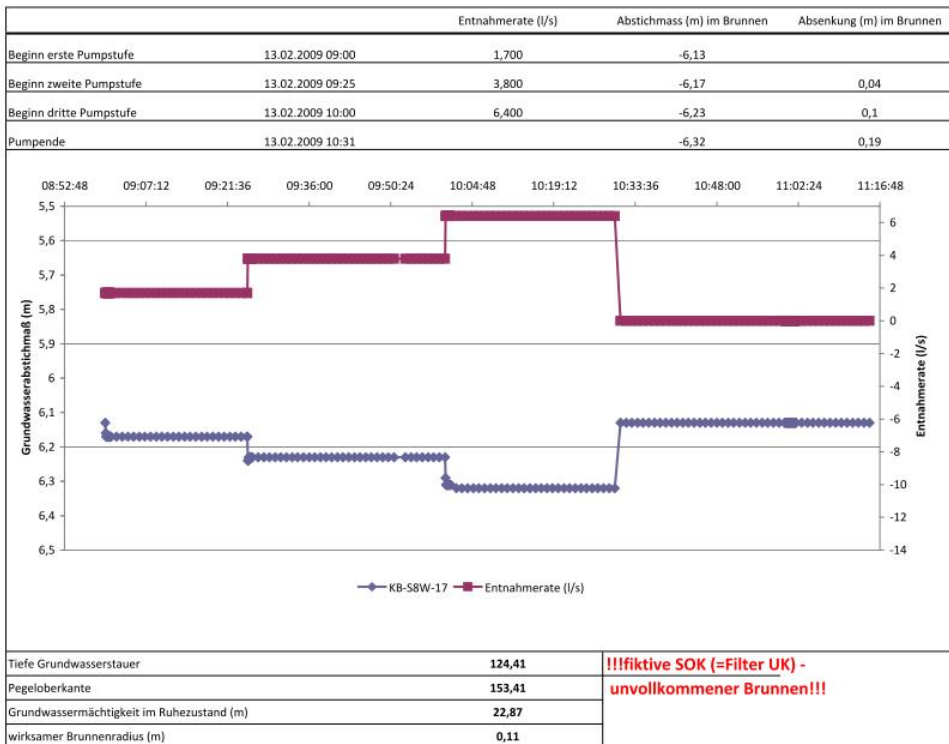 Entnahmerate (l/s) Abstichmass (m) im Brunnen Absenkung (m) im Brunnen
Beginn erste Pumpstufe 13.02.2009 09:00 1,700 -6,13
Beginn zweite Pumpstufe 13.02.2009 09:25 3,800 -6,17 0,04
Beginn dritte Pumpstufe 13.02.2009 10:00 6,400 -6,23 0,1
Pumpende 13.02.2009 10:31 -6,32 0,19
08:52:48 09:07:12 09:21:36 09:36:00 09:50:24 10:04:48 10:19:12 10:33:36 10:48:00 11:02:24 11:16:48
5,5
5,6
5,7
5,8
5,9
6
6,1
6,2
6,3
6,4
6,5
Grundwasserabstichmaß (m)
6
4
2
0
-2
-4
-6
-8
-10
-12
-14
Entnahmerate (l/s)
KB-S8W-17 Entnahmerate (l/s)
Tiefe Grundwasserstauer 124,41
Pegeloberkante 153,41
Grundwassermächtigkeit im Ruhezustand (m) 22,87
wirksamer Brunnenradius (m) 0,11
!!!fiktive SOK (=Filter UK) -
unvollkommener Brunnen!!!